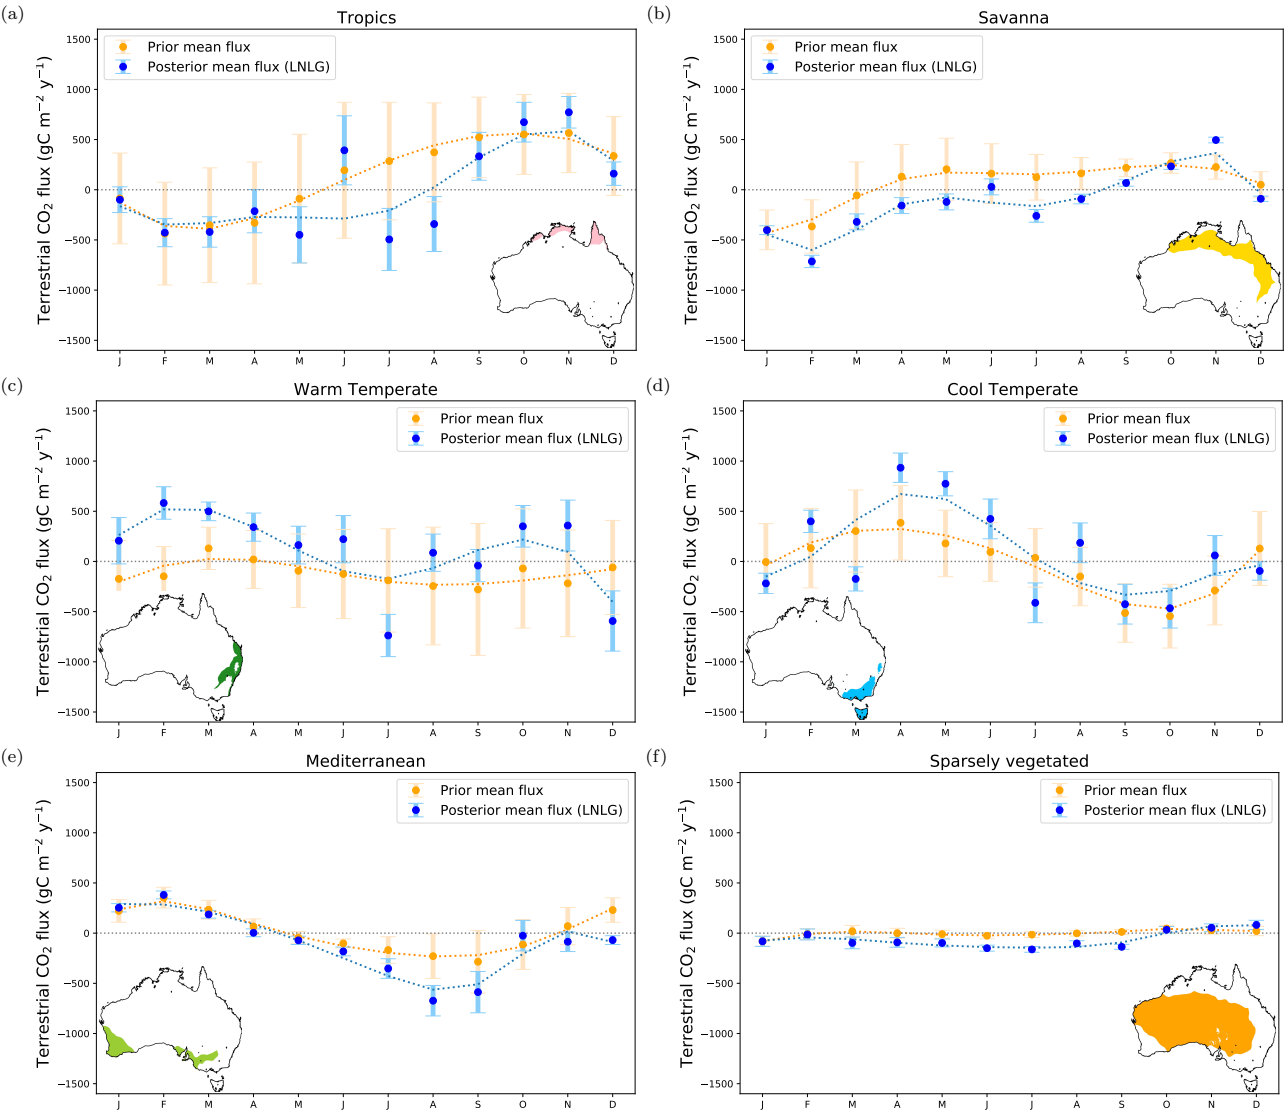 (a)
Tropics
Prior mean flux
Posterior mean flux (LNLG)
Terrestrial CO₂ flux (gC m⁻² y⁻¹)
1500
1000
500
0
−500
−1000
−1500
J F M A M J J A S O N D
(b)
Savanna
Prior mean flux
Posterior mean flux (LNLG)
Terrestrial CO₂ flux (gC m⁻² y⁻¹)
1500
1000
500
0
−500
−1000
−1500
J F M A M J J A S O N D
(c)
Warm Temperate
Prior mean flux
Posterior mean flux (LNLG)
Terrestrial CO₂ flux (gC m⁻² y⁻¹)
1500
1000
500
0
−500
−1000
−1500
J F M A M J J A S O N D
(d)
Cool Temperate
Prior mean flux
Posterior mean flux (LNLG)
Terrestrial CO₂ flux (gC m⁻² y⁻¹)
1500
1000
500
0
−500
−1000
−1500
J F M A M J J A S O N D
(e)
Mediterranean
Prior mean flux
Posterior mean flux (LNLG)
Terrestrial CO₂ flux (gC m⁻² y⁻¹)
1500
1000
500
0
−500
−1000
−1500
J F M A M J J A S O N D
(f)
Sparsely vegetated
Prior mean flux
Posterior mean flux (LNLG)
Terrestrial CO₂ flux (gC m⁻² y⁻¹)
1500
1000
500
0
−500
−1000
−1500
J F M A M J J A S O N D